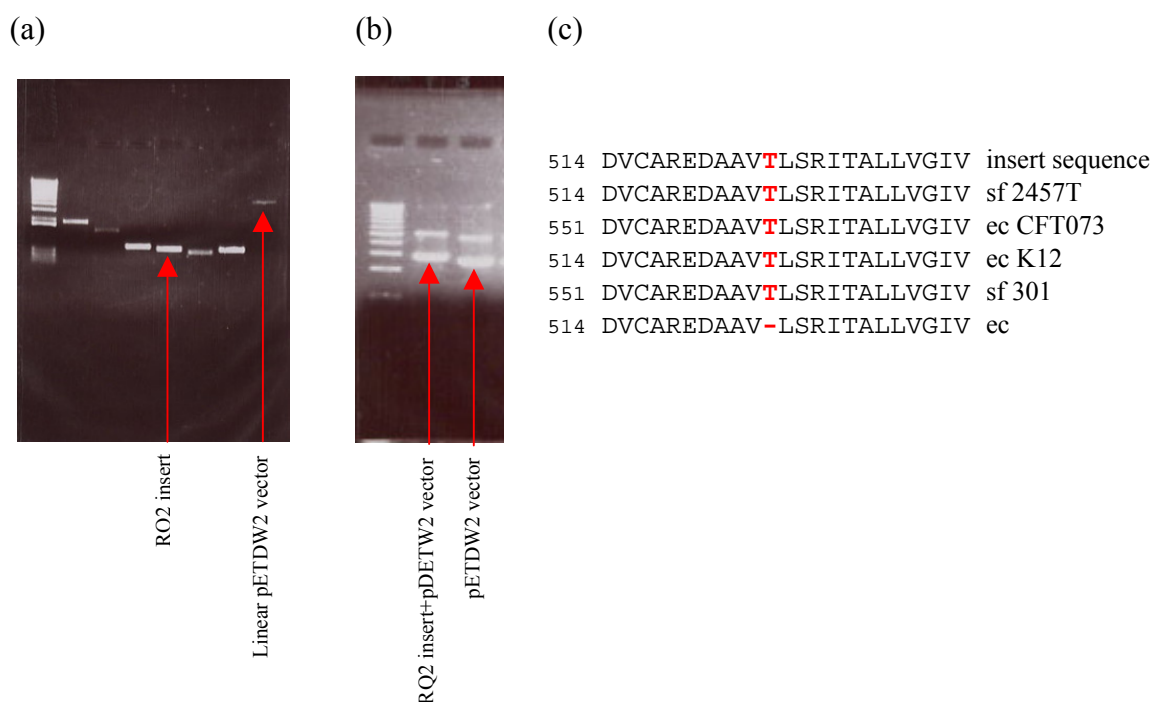 (a)
(b)
(c)
514 DVCAREDAAVTLSRITALLVGIV insert sequence
514 DVCAREDAAVTLSRITALLVGIV sf 2457T
551 DVCAREDAAVTLSRITALLVGIV ec CFT073
514 DVCAREDAAVTLSRITALLVGIV ec K12
551 DVCAREDAAVTLSRITALLVGIV sf 301
514 DVCAREDAAV-LSRITALLVGIV ec
RO2 insert
Linear pETDW2 vector
RQ2 insert+pDETW2 vector
pETDW2 vector